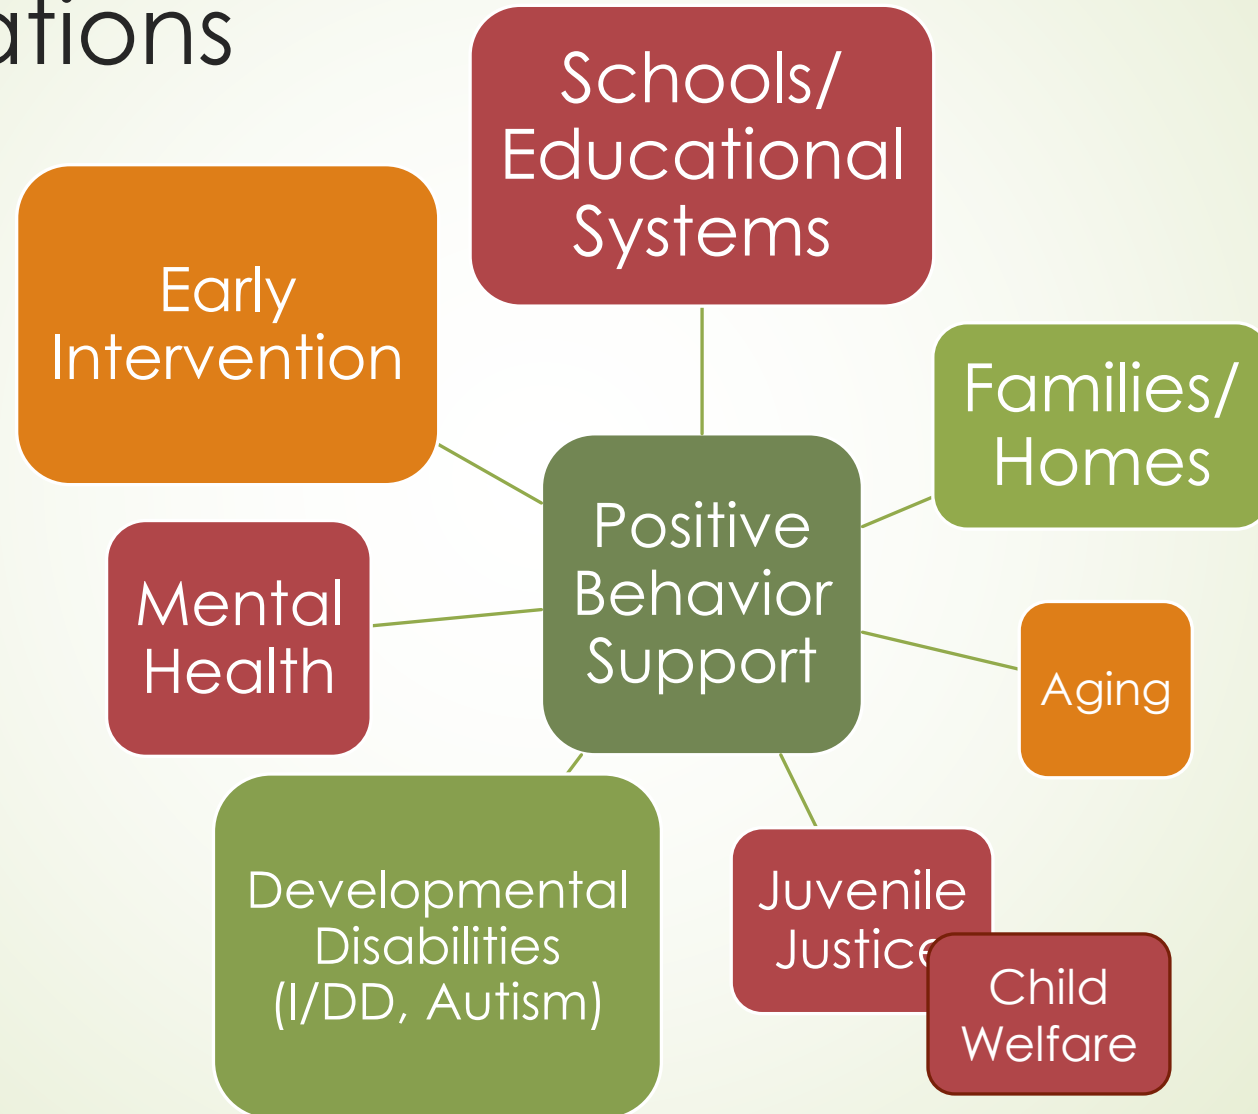 ations
Schools/
Educational
Systems
Early
Intervention
Families/
Homes
Positive
Behavior
Support
Mental
Health
Aging
Developmental
Disabilities
(I/DD, Autism)
Juvenile
Justice
Child
Welfare